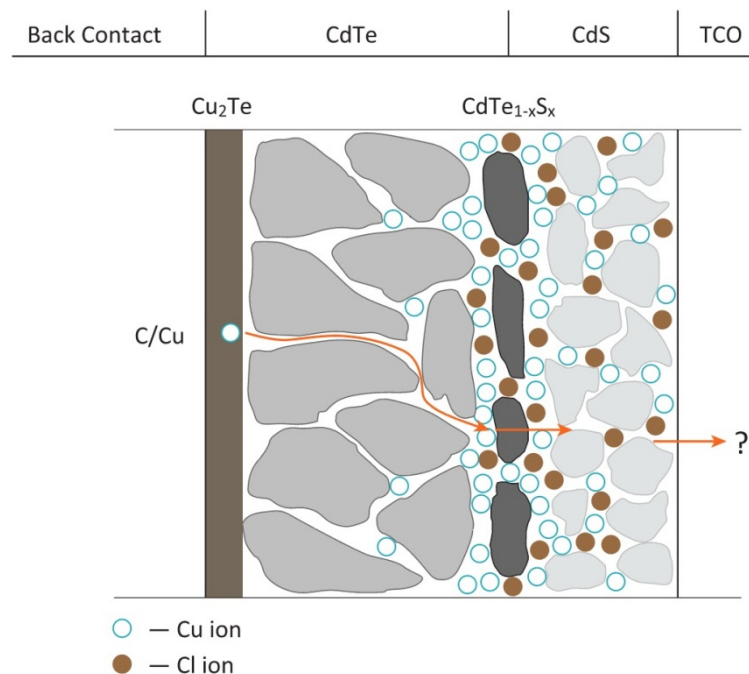 Back Contact CdTe CdS TCO
Cu₂Te CdTe₁₋ₓSₓ
C/Cu
?
— Cu ion
— Cl ion